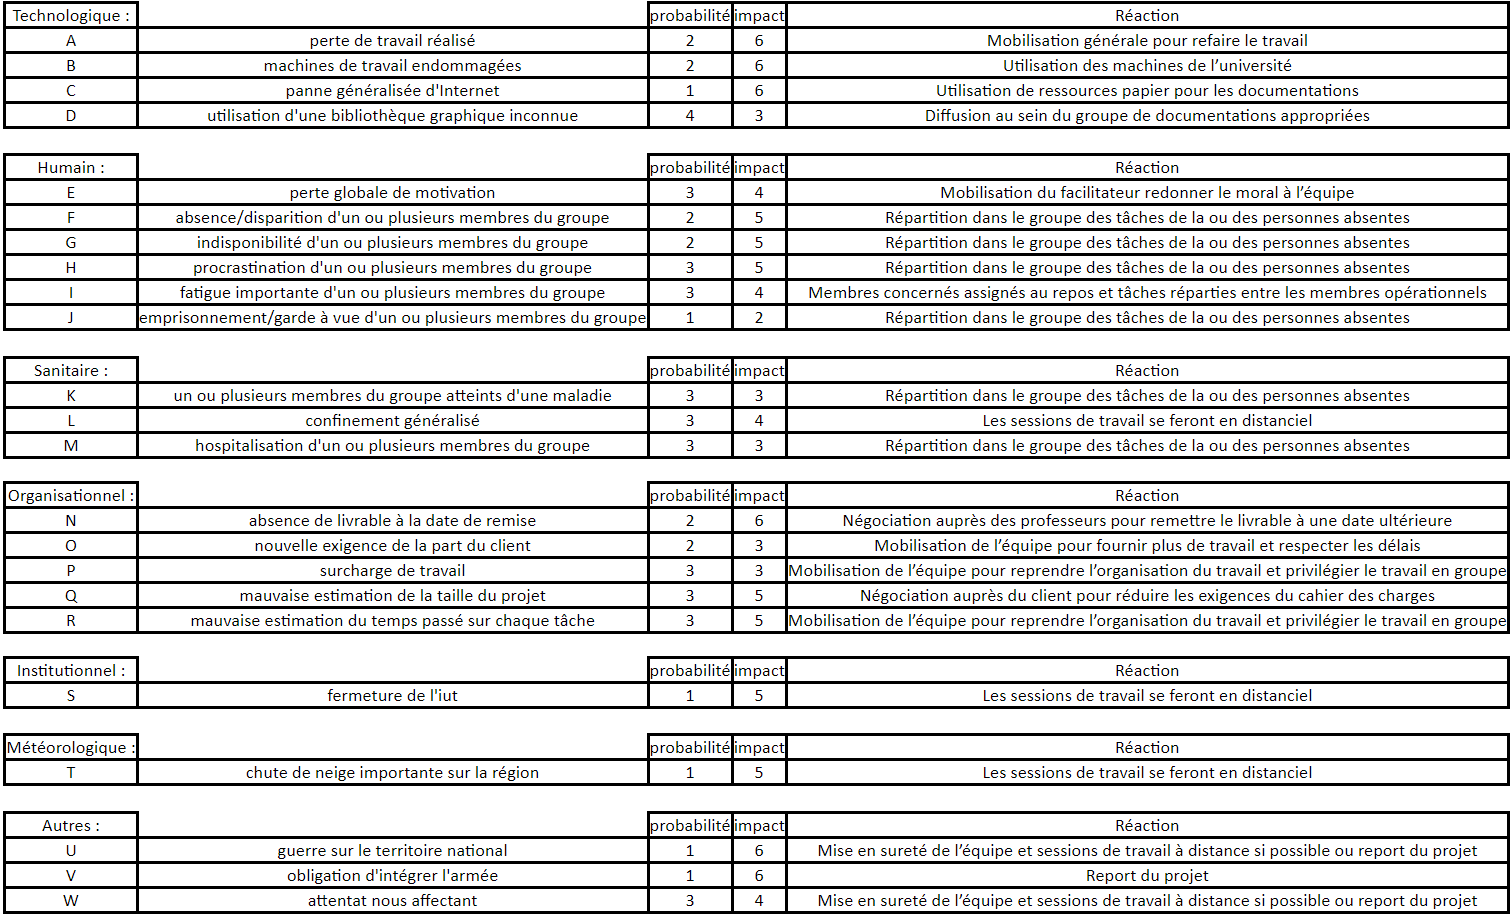 Technologique : probabilité impact Réaction
A perte de travail réalisé 2 6 Mobilisation générale pour refaire le travail
B machines de travail endommagées 2 6 Utilisation des machines de l’université
C panne généralisée d'Internet 1 6 Utilisation de ressources papier pour les documentations
D utilisation d'une bibliothèque graphique inconnue 4 3 Diffusion au sein du groupe de documentations appropriées
Humain : probabilité impact Réaction
E perte globale de motivation 3 4 Mobilisation du facilitateur redonner le moral à l’équipe
F absence/disparition d'un ou plusieurs membres du groupe 2 5 Répartition dans le groupe des tâches de la ou des personnes absentes
G indisponibilité d'un ou plusieurs membres du groupe 2 5 Répartition dans le groupe des tâches de la ou des personnes absentes
H procrastination d'un ou plusieurs membres du groupe 3 5 Répartition dans le groupe des tâches de la ou des personnes absentes
I fatigue importante d'un ou plusieurs membres du groupe 3 4 Membres concernés assignés au repos et tâches réparties entre les membres opérationnels
J emprisonnement/garde à vue d'un ou plusieurs membres du groupe 1 2 Répartition dans le groupe des tâches de la ou des personnes absentes
Sanitaire : probabilité impact Réaction
K un ou plusieurs membres du groupe atteints d'une maladie 3 3 Répartition dans le groupe des tâches de la ou des personnes absentes
L confinement généralisé 3 4 Les sessions de travail se feront en distanciel
M hospitalisation d'un ou plusieurs membres du groupe 3 3 Répartition dans le groupe des tâches de la ou des personnes absentes
Organisationnel : probabilité impact Réaction
N absence de livrable à la date de remise 2 6 Négociation auprès des professeurs pour remettre le livrable à une date ultérieure
O nouvelle exigence de la part du client 2 3 Mobilisation de l’équipe pour fournir plus de travail et respecter les délais
P surcharge de travail 3 3 Mobilisation de l’équipe pour reprendre l’organisation du travail et privilégier le travail en groupe
Q mauvaise estimation de la taille du projet 3 5 Négociation auprès du client pour réduire les exigences du cahier des charges
R mauvaise estimation du temps passé sur chaque tâche 3 5 Mobilisation de l’équipe pour reprendre l’organisation du travail et privilégier le travail en groupe
Institutionnel : probabilité impact Réaction
S fermeture de l'iut 1 5 Les sessions de travail se feront en distanciel
Météorologique : probabilité impact Réaction
T chute de neige importante sur la région 1 5 Les sessions de travail se feront en distanciel
Autres : probabilité impact Réaction
U guerre sur le territoire national 1 6 Mise en sureté de l’équipe et sessions de travail à distance si possible ou report du projet
V obligation d'intégrer l'armée 1 6 Report du projet
W attentat nous affectant 3 4 Mise en sureté de l’équipe et sessions de travail à distance si possible ou report du projet